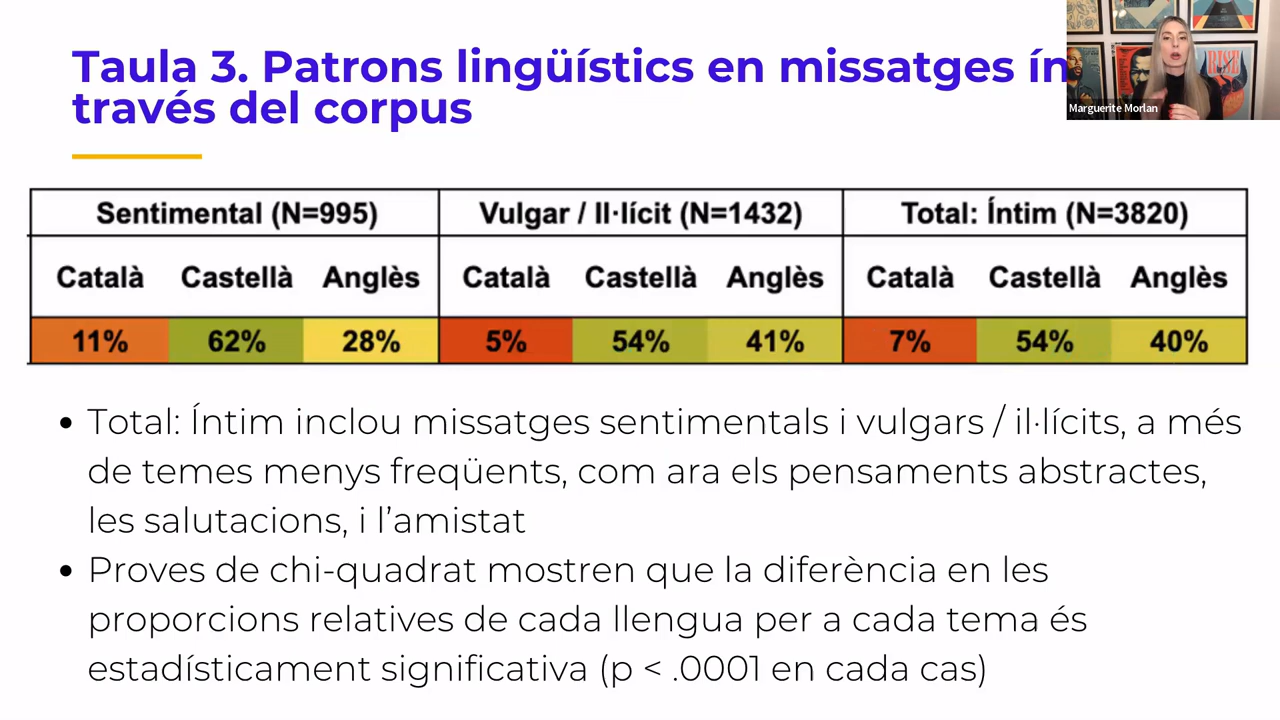 Taula 3. Patrons lingüístics en missatges ín
través del corpus
Marguerite Morlan
Sentimental (N=995) Vulgar / Il·lícit (N=1432) Total: Íntim (N=3820)
Català Castellà Anglès Català Castellà Anglès Català Castellà Anglès
11% 62% 28% 5% 54% 41% 7% 54% 40%
• Total: Íntim inclou missatges sentimentals i vulgars / il·lícits, a més
de temes menys freqüents, com ara els pensaments abstractes,
les salutacions, i l’amistat
• Proves de chi-quadrat mostren que la diferència en les
proporcions relatives de cada llengua per a cada tema és
estadísticament significativa (p < .0001 en cada cas)